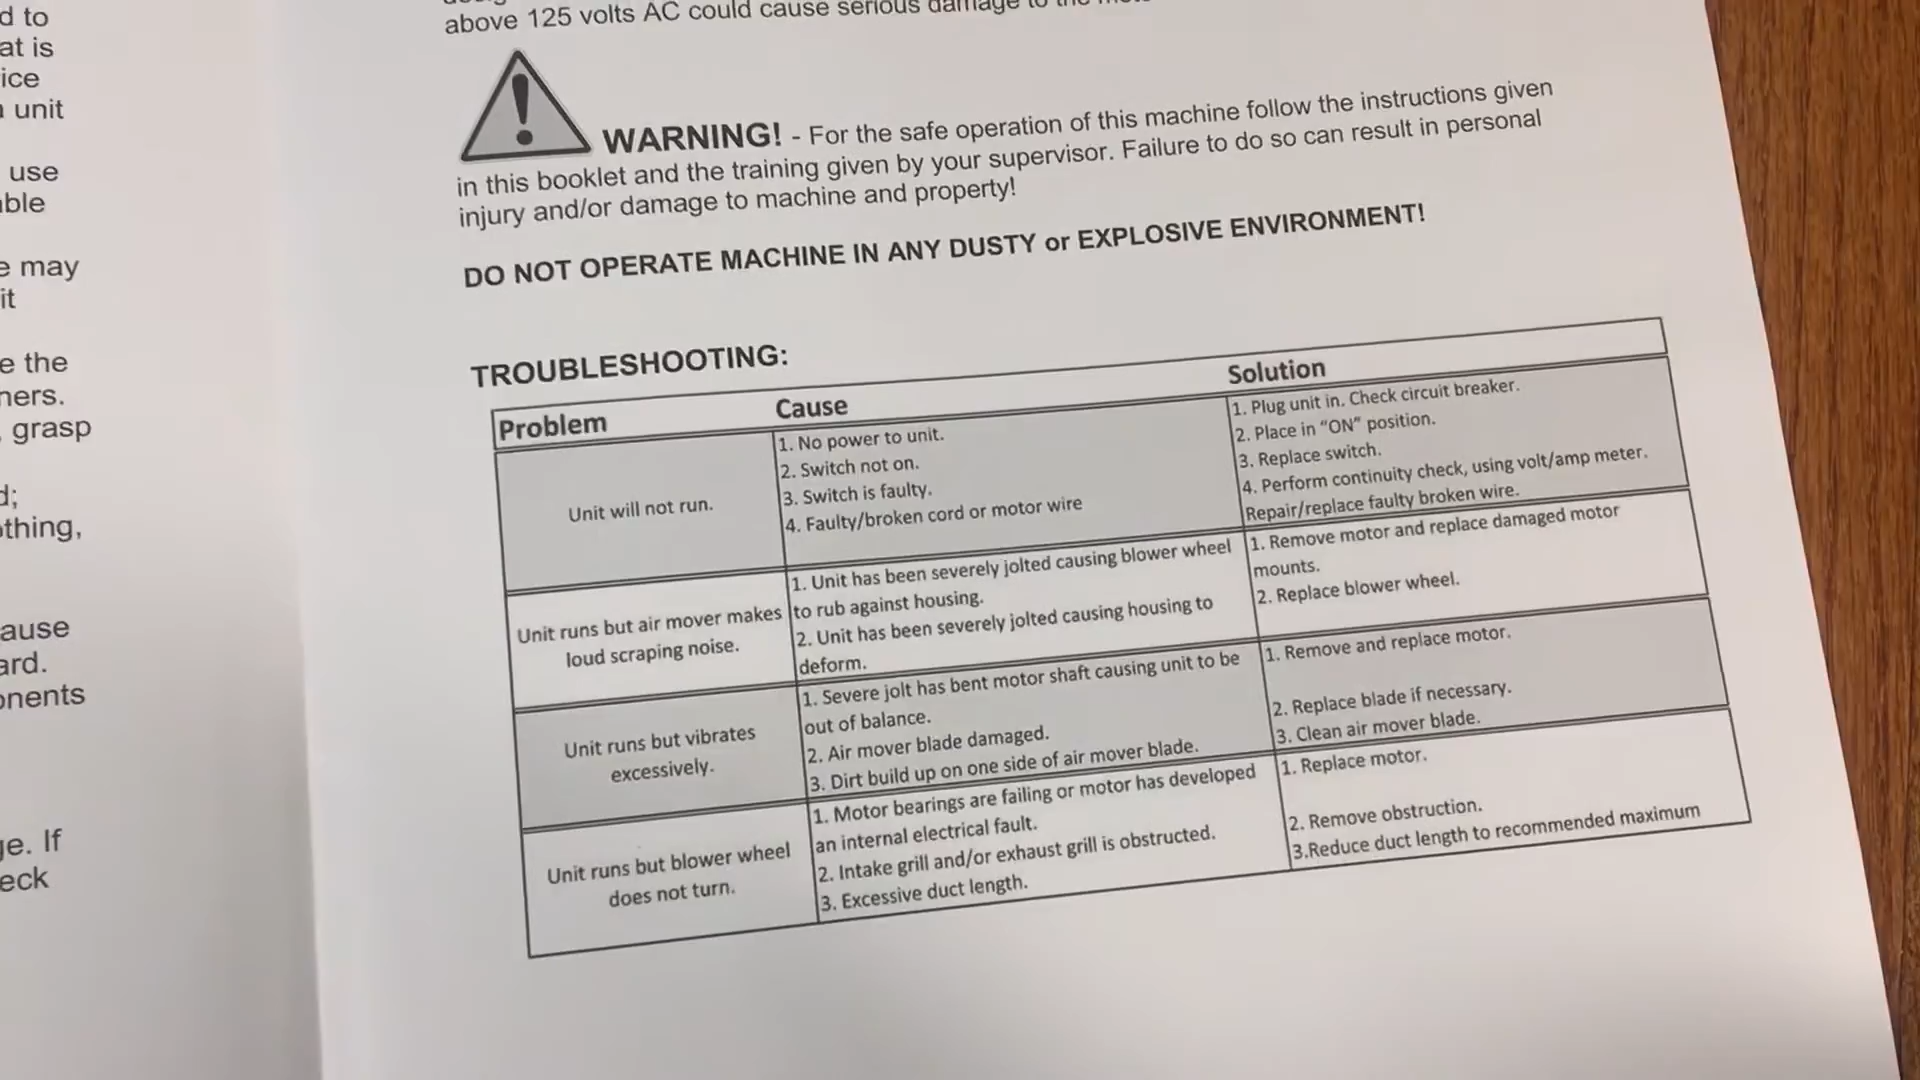 d to
at is
ice
unit
use
able
e may
it
e the
ners.
, grasp
d;
othing,
ause
ard.
onents
ge. If
eck
above 125 volts AC could cause serious damage to the
WARNING! - For the safe operation of this machine follow the instructions given
in this booklet and the training given by your supervisor. Failure to do so can result in personal
injury and/or damage to machine and property!
DO NOT OPERATE MACHINE IN ANY DUSTY or EXPLOSIVE ENVIRONMENT!
TROUBLESHOOTING:
Problem Cause Solution
Unit will not run.
1. No power to unit.
2. Switch not on.
3. Switch is faulty.
4. Faulty/broken cord or motor wire
1. Plug unit in. Check circuit breaker.
2. Place in “ON” position.
3. Replace switch.
4. Perform continuity check, using volt/amp meter.
Repair/replace faulty broken wire.
Unit runs but air mover makes
loud scraping noise.
1. Unit has been severely jolted causing blower wheel
to rub against housing.
2. Unit has been severely jolted causing housing to
deform.
1. Remove motor and replace damaged motor
mounts.
2. Replace blower wheel.
Unit runs but vibrates
excessively.
1. Severe jolt has bent motor shaft causing unit to be
out of balance.
2. Air mover blade damaged.
3. Dirt build up on one side of air mover blade.
1. Remove and replace motor.
2. Replace blade if necessary.
3. Clean air mover blade.
Unit runs but blower wheel
does not turn.
1. Motor bearings are failing or motor has developed
an internal electrical fault.
2. Intake grill and/or exhaust grill is obstructed.
3. Excessive duct length.
1. Replace motor.
2. Remove obstruction.
3.Reduce duct length to recommended maximum